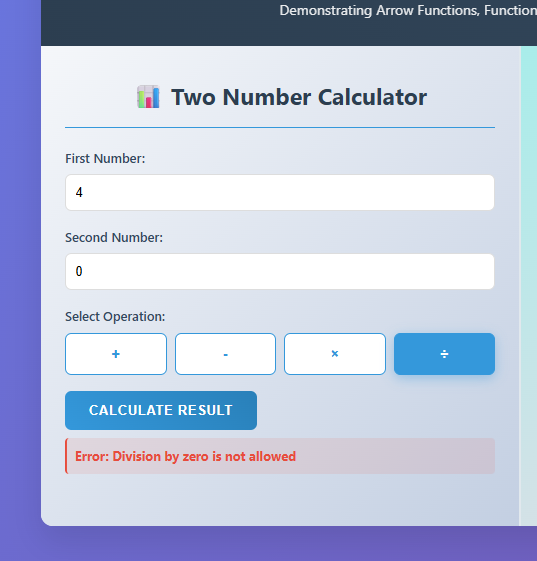 Demonstrating Arrow Functions, Function
Two Number Calculator
First Number:
4
Second Number:
0
Select Operation:
+ - × ÷
CALCULATE RESULT
Error: Division by zero is not allowed